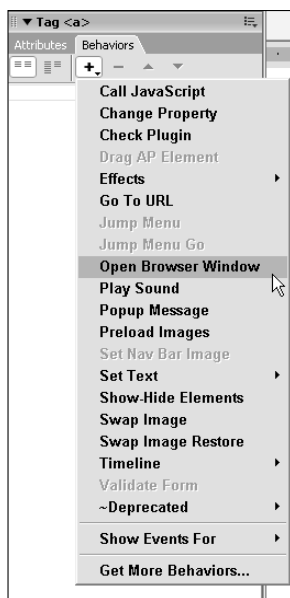 Tag <a>
Attributes Behaviors
Call JavaScript
Change Property
Check Plugin
Drag AP Element
Effects
Go To URL
Jump Menu
Jump Menu Go
Open Browser Window
Play Sound
Popup Message
Preload Images
Set Nav Bar Image
Set Text
Show-Hide Elements
Swap Image
Swap Image Restore
Timeline
Validate Form
~Deprecated
Show Events For
Get More Behaviors...